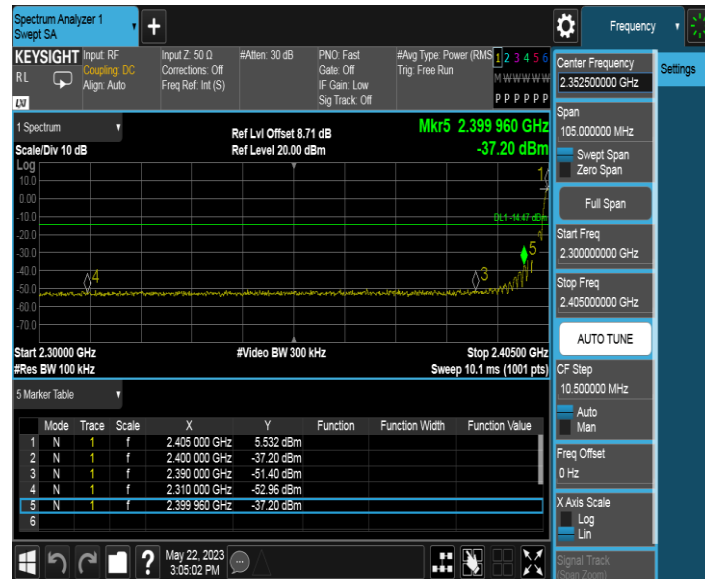 Spectrum Analyzer 1
Swept SA
Frequency
KEYSIGHT
RL
LXI
Input: RF
Coupling: DC
Align: Auto
Input Z: 50 Ω
Corrections: Off
Freq Ref: Int (S)
#Atten: 30 dB
PNO: Fast
Gate: Off
IF Gain: Low
Sig Track: Off
#Avg Type: Power (RMS
Trig: Free Run
1 2 3 4 5 6
M W W W W W
P P P P P P
1 Spectrum
Scale/Div 10 dB
Ref Lvl Offset 8.71 dB
Ref Level 20.00 dBm
Mkr5 2.399 960 GHz
-37.20 dBm
Log
10.0
0.00
-10.0
-20.0
-30.0
-40.0
-50.0
-60.0
-70.0
1
DL1 -14.47 dBm
5
4
3
Start 2.30000 GHz
#Res BW 100 kHz
#Video BW 300 kHz
Stop 2.40500 GHz
Sweep 10.1 ms (1001 pts)
5 Marker Table
Mode Trace Scale X Y Function Function Width Function Value
1 N 1 f 2.405 000 GHz 5.532 dBm
2 N 1 f 2.400 000 GHz -37.20 dBm
3 N 1 f 2.390 000 GHz -51.40 dBm
4 N 1 f 2.310 000 GHz -52.96 dBm
5 N 1 f 2.399 960 GHz -37.20 dBm
6
May 22, 2023
3:05:02 PM
Center Frequency
2.352500000 GHz
Settings
Span
105.000000 MHz
Swept Span
Zero Span
Full Span
Start Freq
2.300000000 GHz
Stop Freq
2.405000000 GHz
AUTO TUNE
CF Step
10.500000 MHz
Auto
Man
Freq Offset
0 Hz
X Axis Scale
Log
Lin
Signal Track
(Span Zoom)